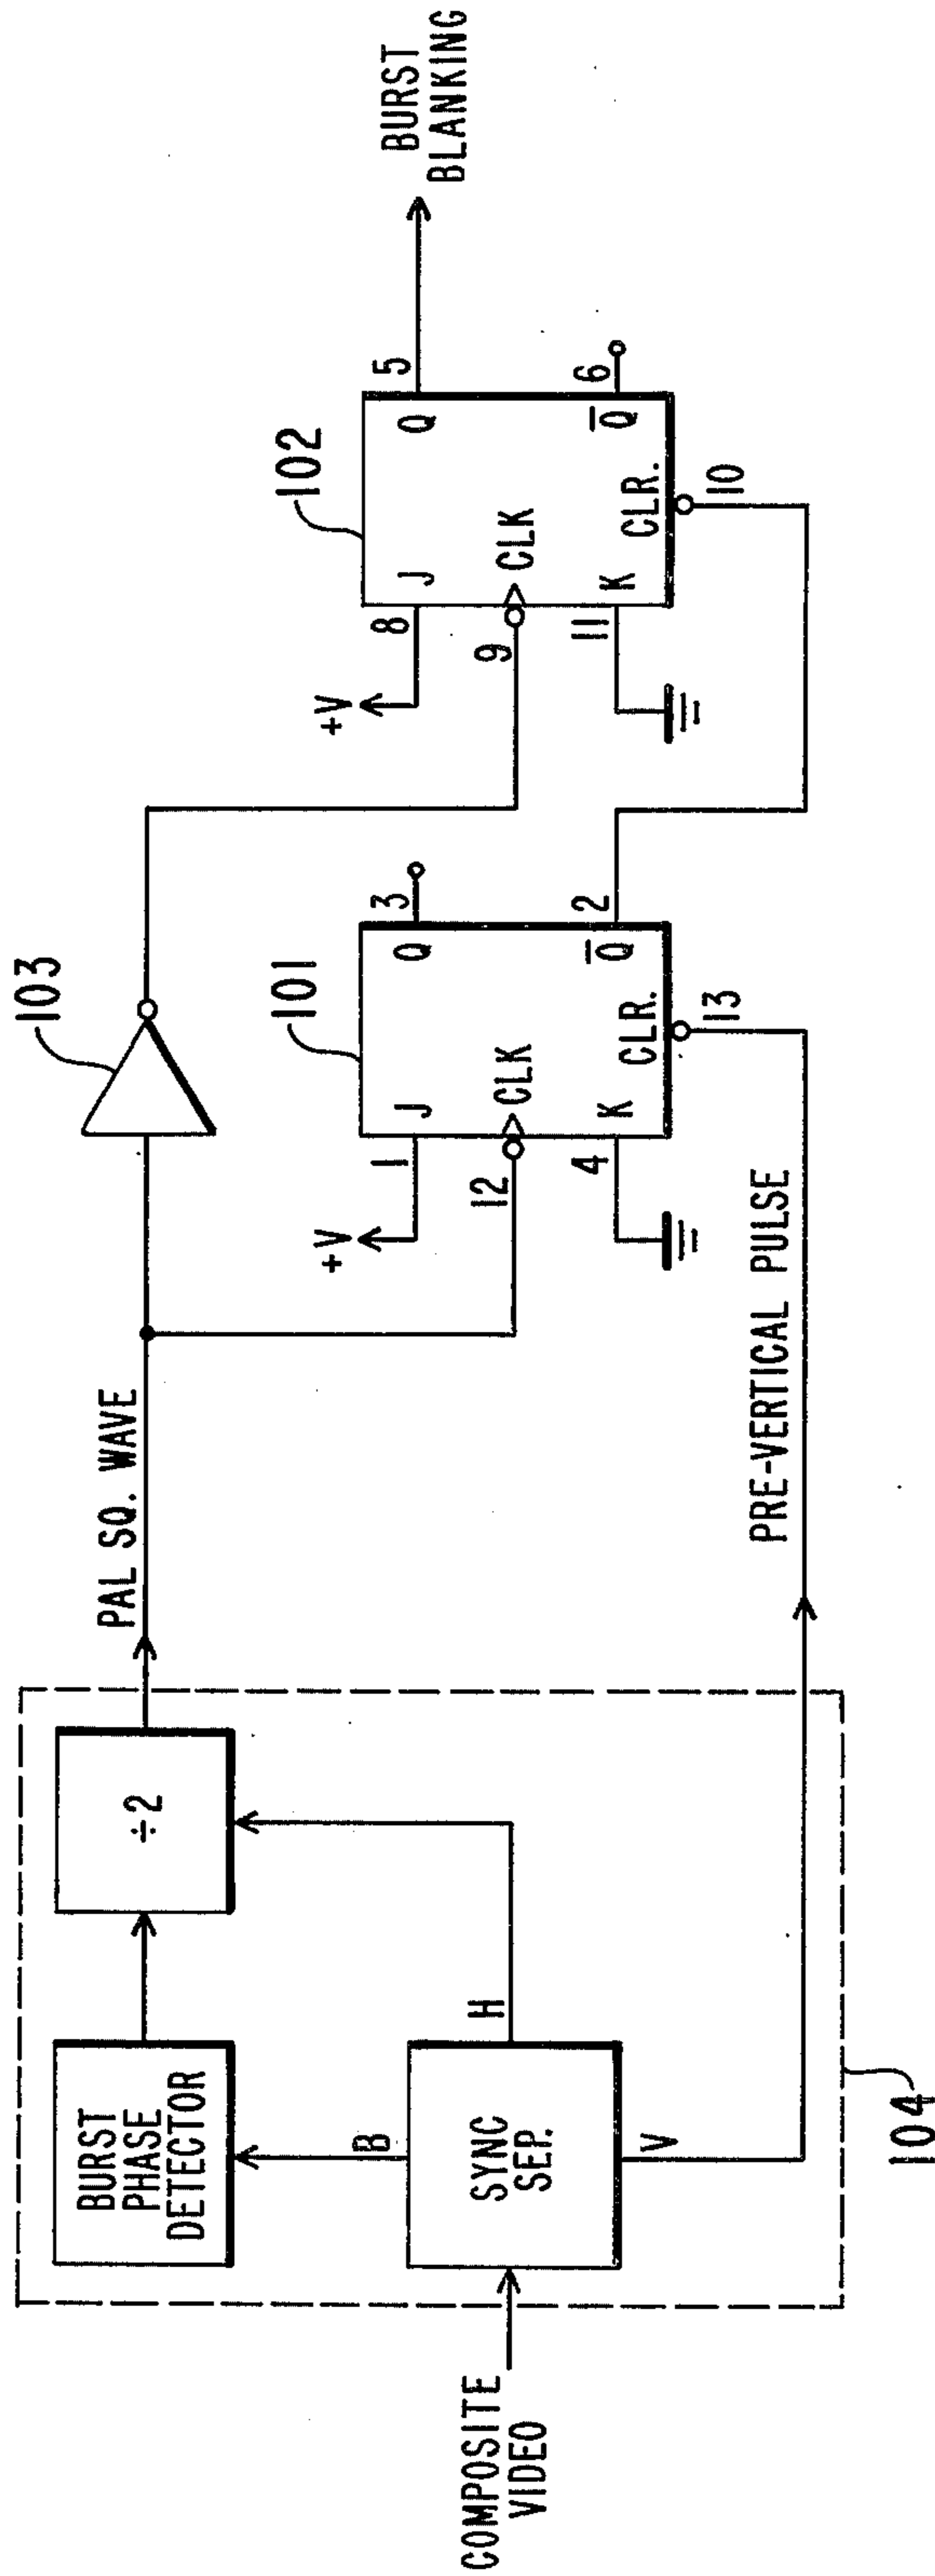 COMPOSITE
VIDEO
BURST
PHASE
DETECTOR
÷2
B
H
SYNC
SEP.
V
104
PAL SQ. WAVE
PRE-VERTICAL PULSE
103
101
+V
1
J
Q
3
12
CLK
4
K
Q̅
2
CLR.
13
102
+V
8
J
Q
5
9
CLK
11
K
Q̅
6
CLR.
10
BURST
BLANKING